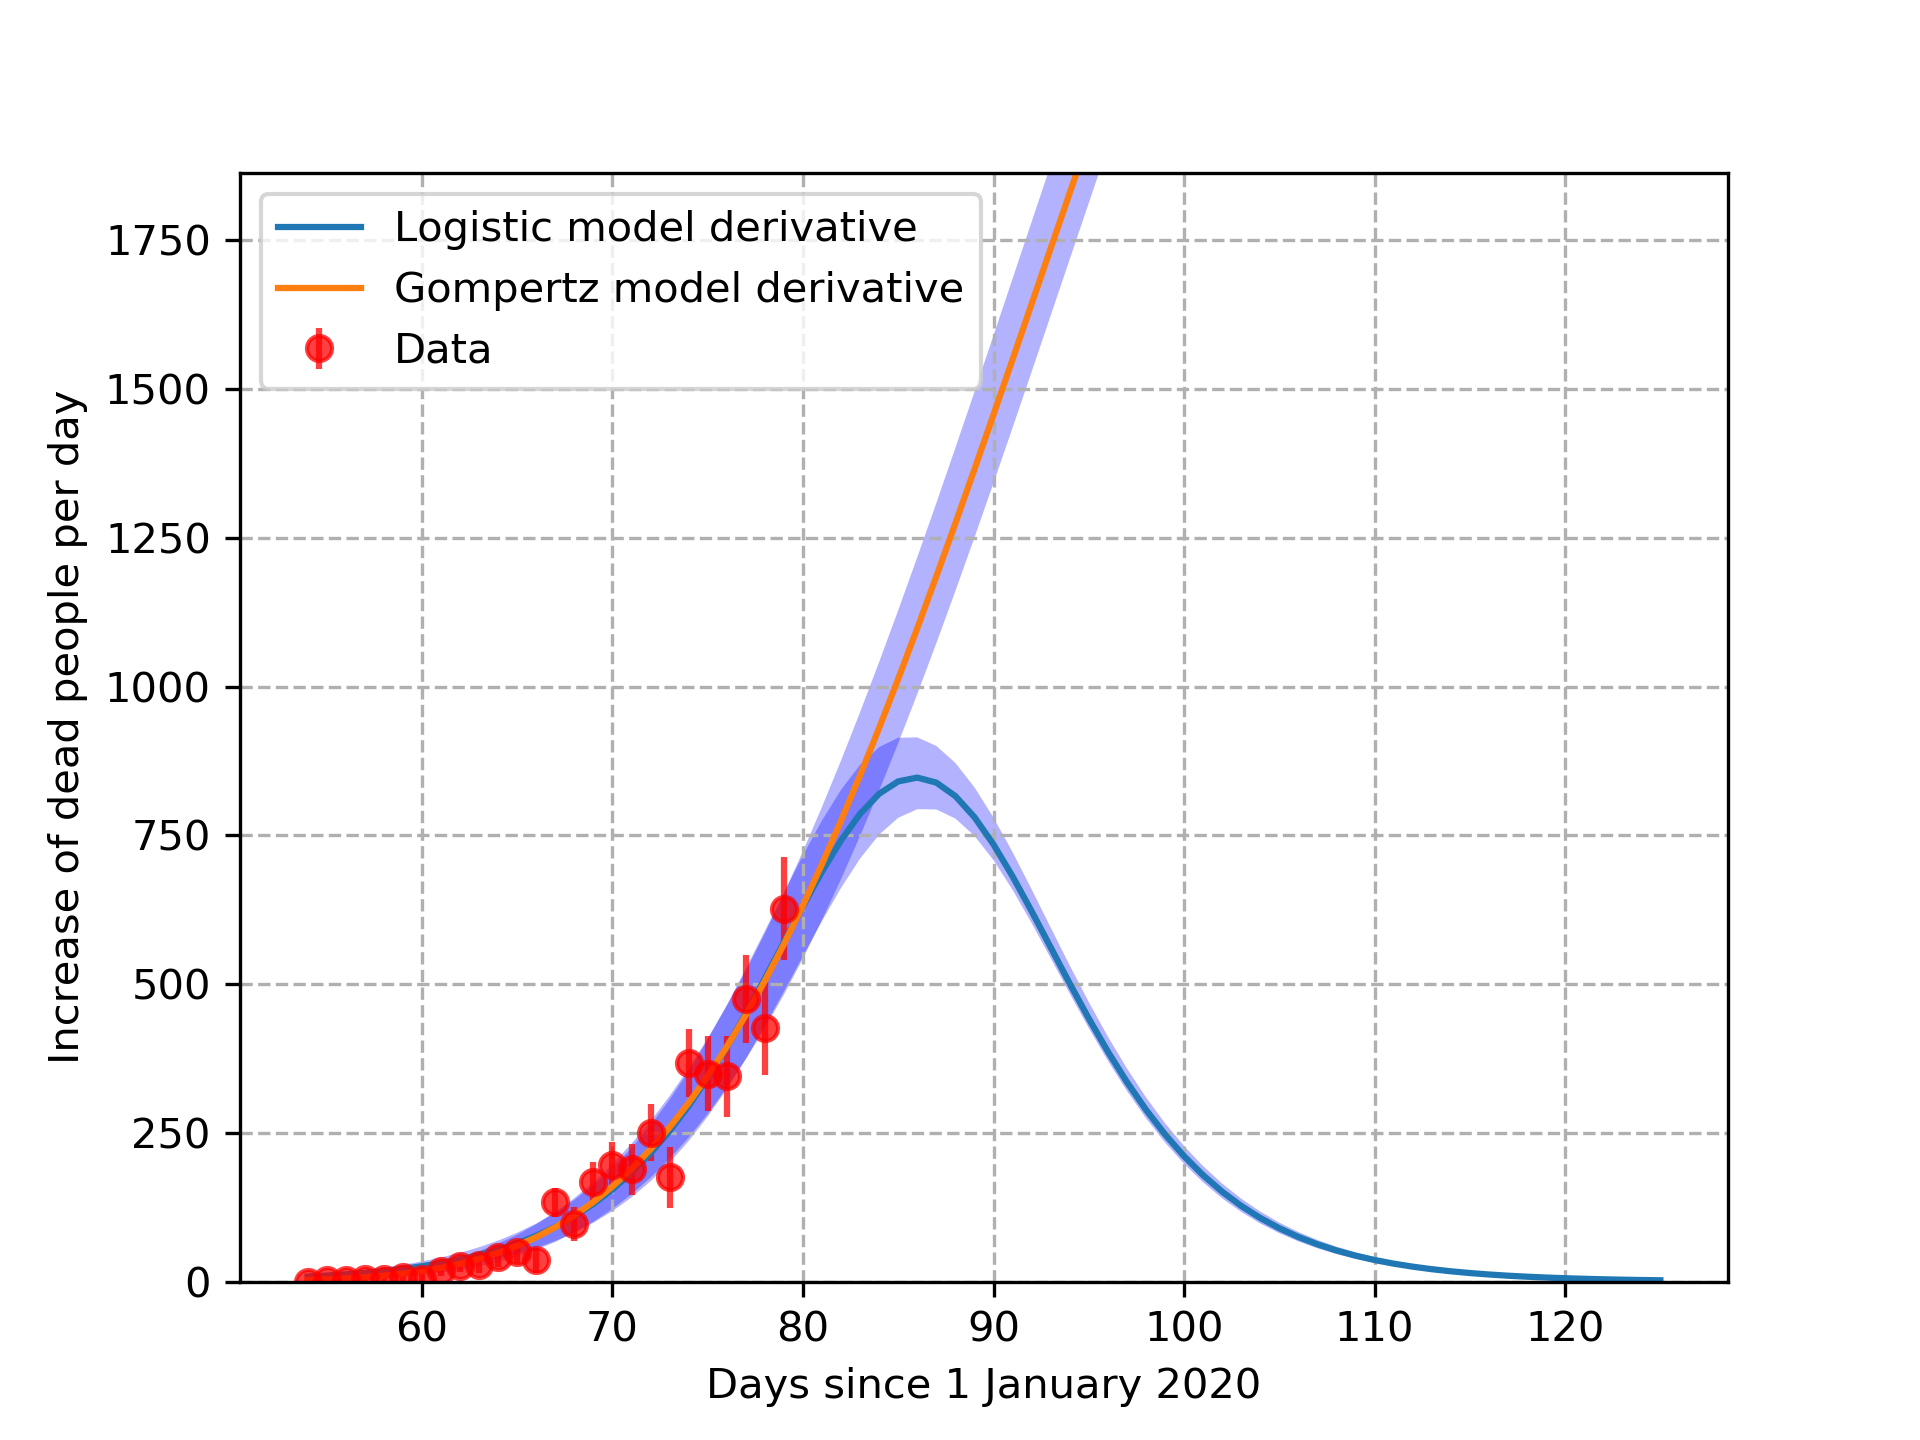 Logistic model derivative
Gompertz model derivative
Data
1750
1500
1250
1000
750
500
250
0
Increase of dead people per day
60 70 80 90 100 110 120
Days since 1 January 2020